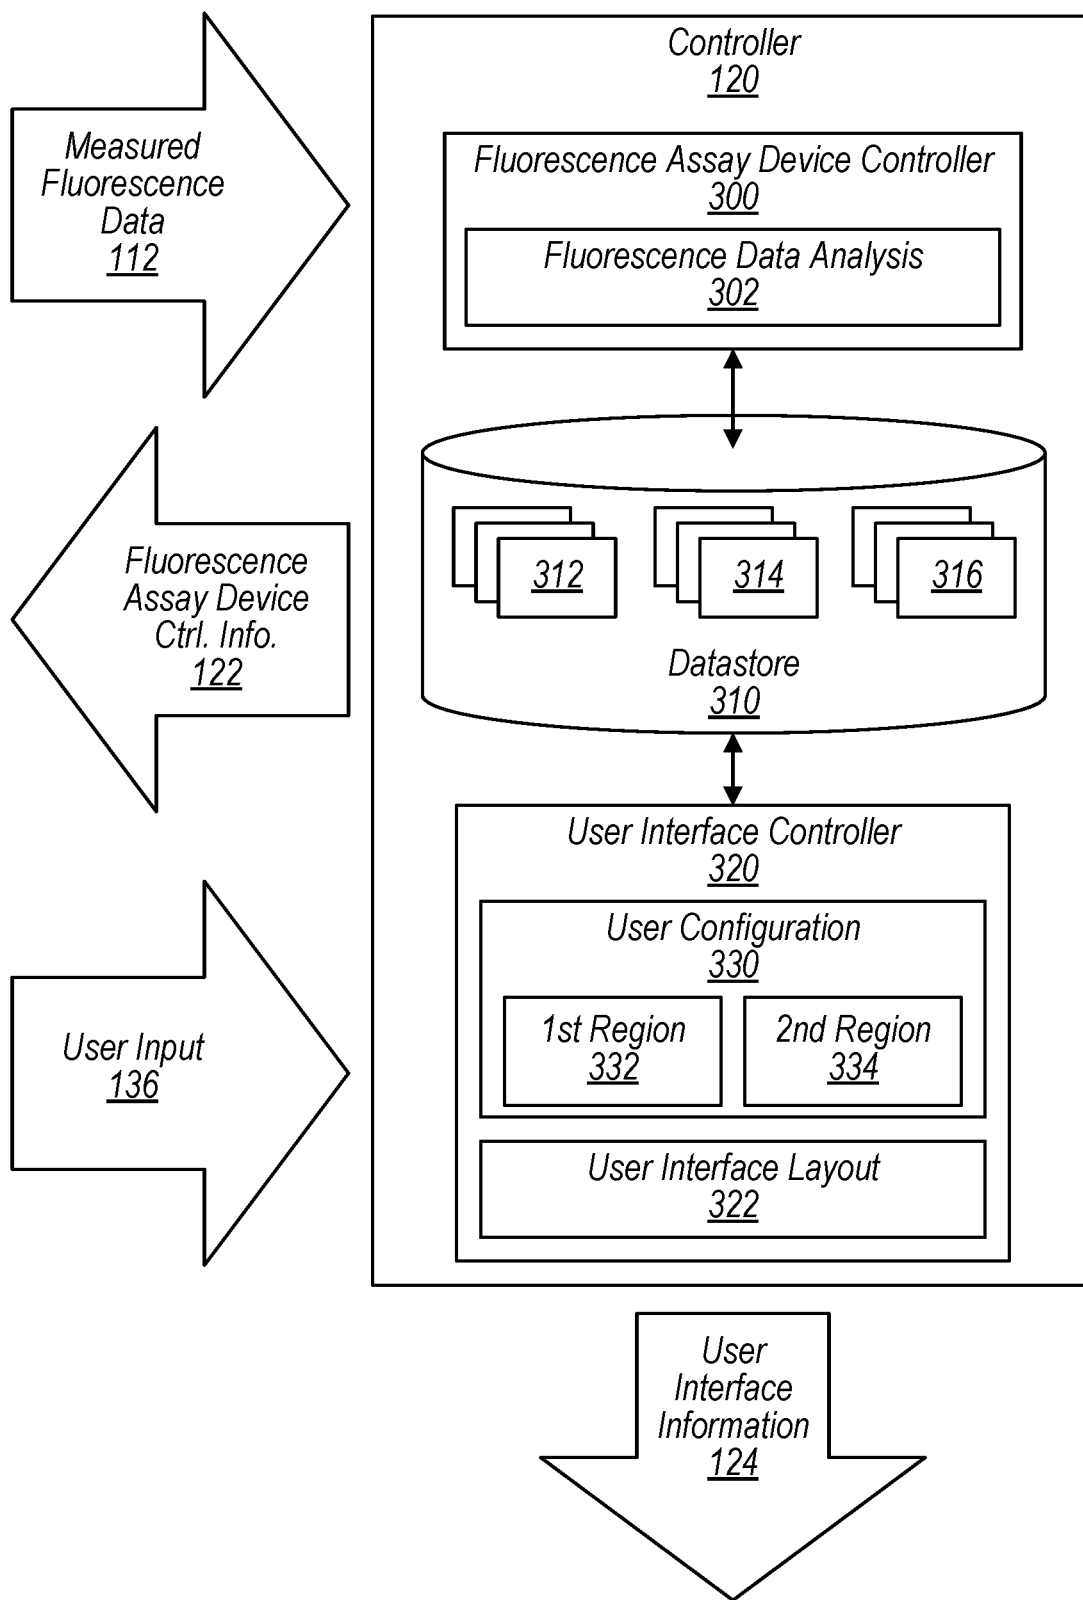 Controller
120
Measured
Fluorescence
Data
112
Fluorescence Assay Device Controller
300
Fluorescence Data Analysis
302
312
314
316
Datastore
310
Fluorescence
Assay Device
Ctrl. Info.
122
User Interface Controller
320
User Configuration
330
1st Region
332
2nd Region
334
User Interface Layout
322
User Input
136
User
Interface
Information
124